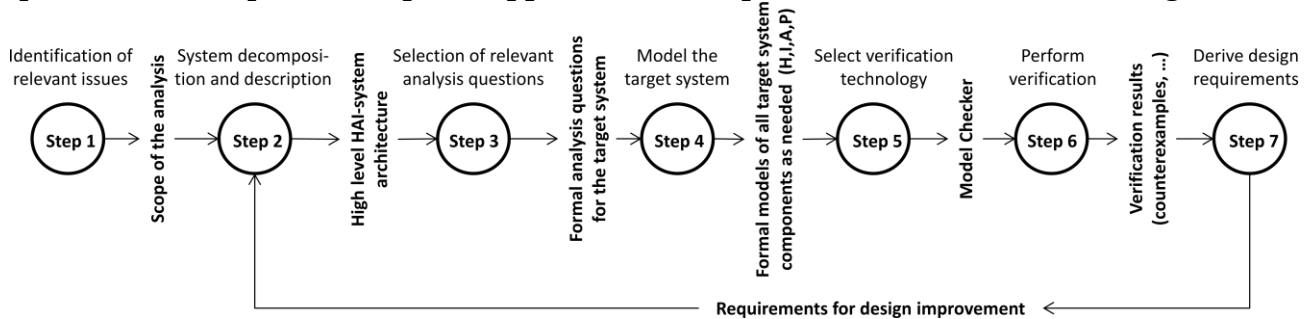 Identification of
relevant issues
System decomposi-
tion and description
Selection of relevant
analysis questions
Model the
target system
Select verification
technology
Perform
verification
Derive design
requirements
Step 1
Scope of the analysis
Step 2
High level HAI-system
architecture
Step 3
Formal analysis questions
for the target system
Step 4
Formal models of all target system
components as needed (H,I,A,P)
Step 5
Model Checker
Step 6
Verification results
(counterexamples, ...)
Step 7
Requirements for design improvement